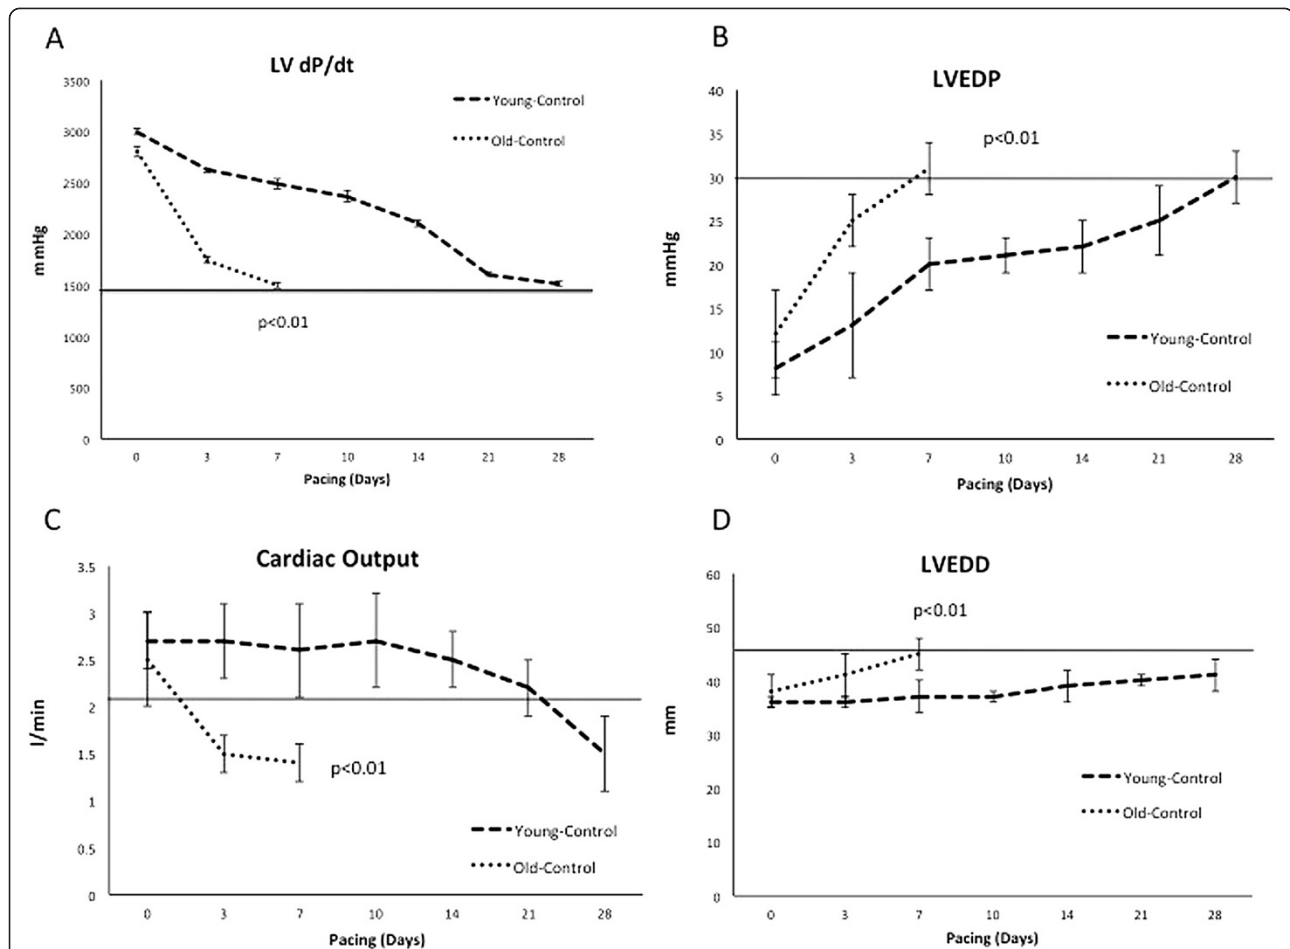 A
LV dP/dt
3500
3000
2500
2000
1500
1000
500
0
mmHg
Young-Control
Old-Control
p<0.01
0 3 7 10 14 21 28
Pacing (Days)
B
LVEDP
40
35
30
25
20
15
10
5
0
mmHg
p<0.01
Young-Control
Old-Control
0 3 7 10 14 21 28
Pacing (Days)
C
Cardiac Output
3.5
3
2.5
2
1.5
1
0.5
0
l/min
p<0.01
Young-Control
Old-Control
0 3 7 10 14 21 28
Pacing (Days)
D
LVEDD
60
50
40
30
20
10
0
mm
p<0.01
Young-Control
Old-Control
0 3 7 10 14 21 28
Pacing (Days)